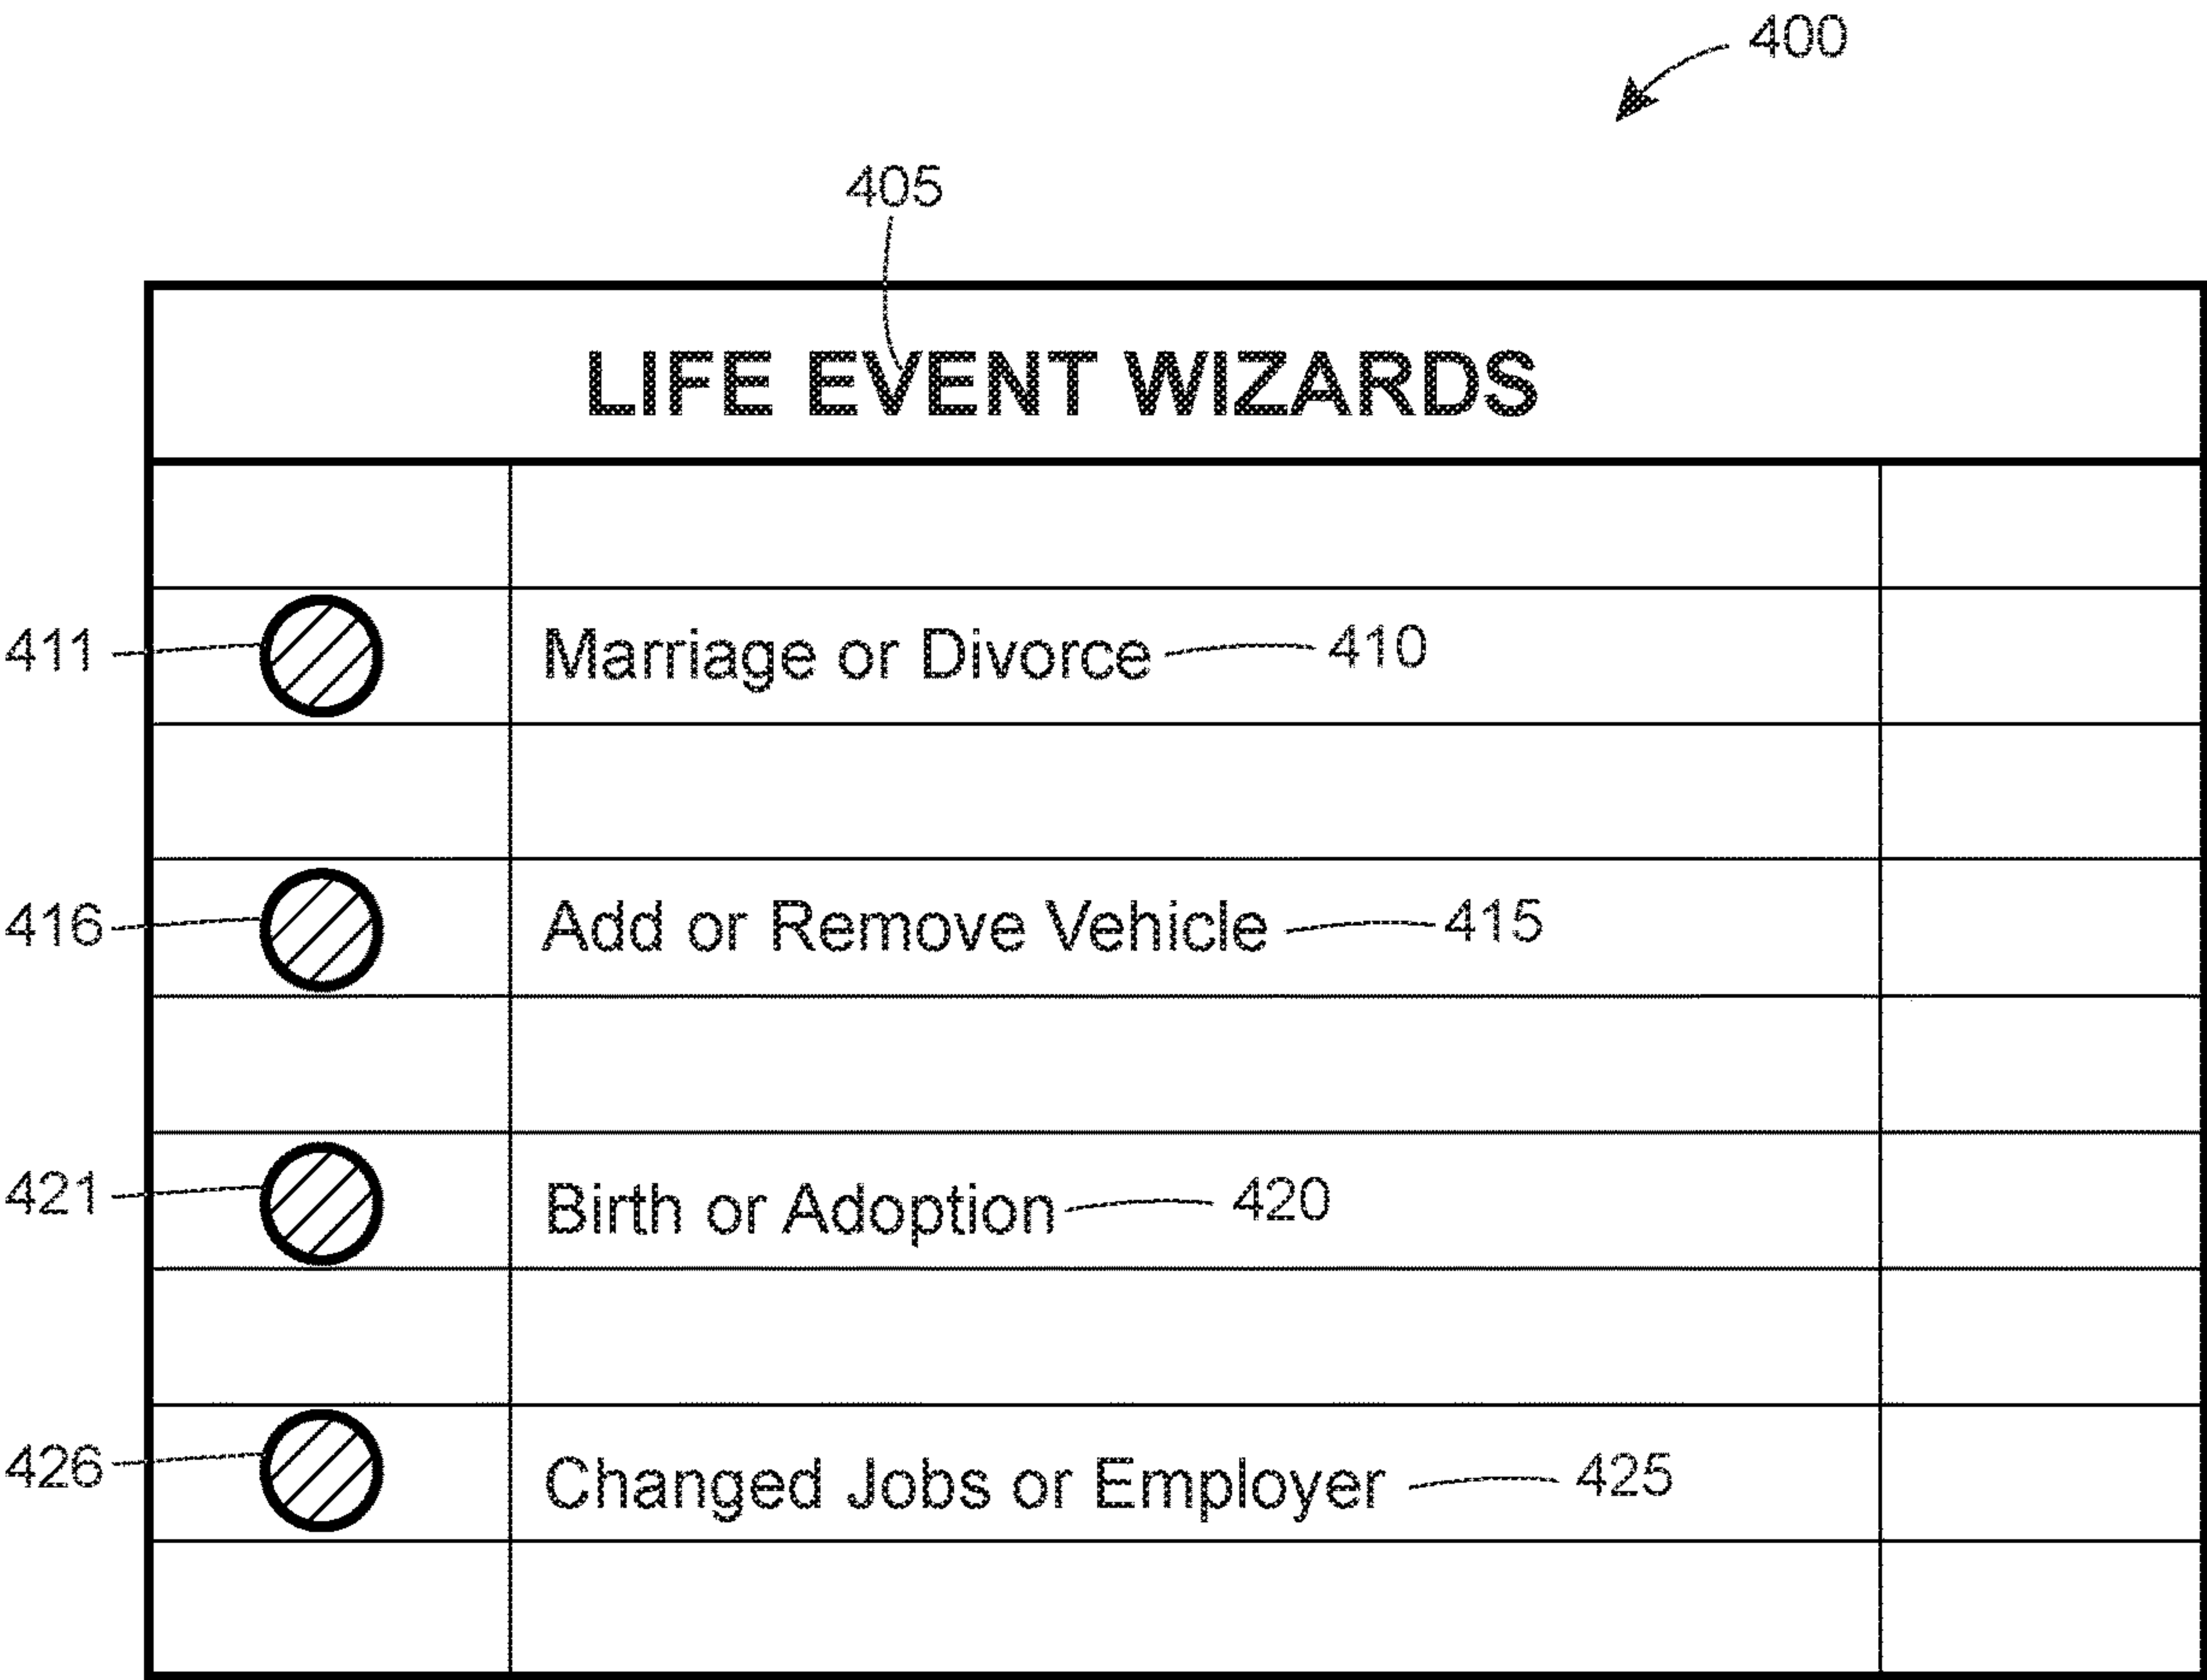 400
405
LIFE EVENT WIZARDS
411 Marriage or Divorce 410
416 Add or Remove Vehicle 415
421 Birth or Adoption 420
426 Changed Jobs or Employer 425